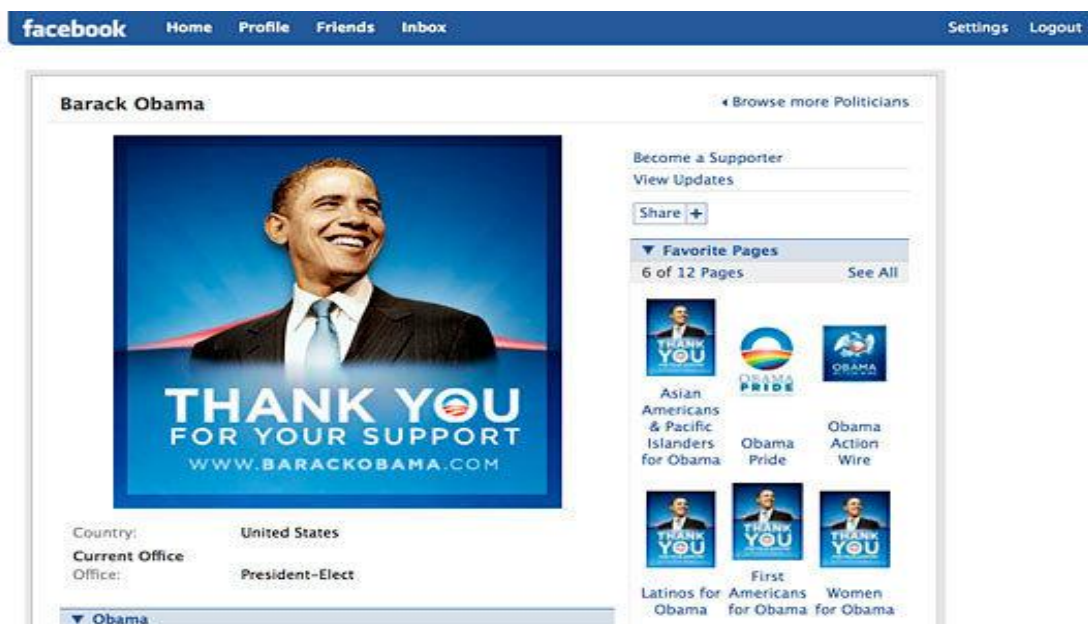 facebook Home Profile Friends Inbox Settings Logout
Barack Obama
Browse more Politicians
THANK YOU
FOR YOUR SUPPORT
WWW.BARACKOBAMA.COM
Country: United States
Current Office
Office: President-Elect
▼ Obama
Become a Supporter
View Updates
Share +
▼ Favorite Pages
6 of 12 Pages See All
THANK
YOU
Asian
Americans
& Pacific
Islanders
for Obama
OBAMA
PRIDE
Obama
Pride
OBAMA
Obama
Action
Wire
THANK
YOU
Latinos for
Obama
THANK
YOU
First
Americans
for Obama
THANK
YOU
Women
for Obama